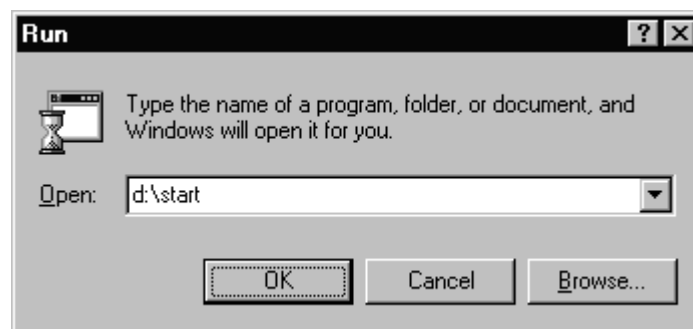 Run
Type the name of a program, folder, or document, and
Windows will open it for you.
Open: d:\start
OK Cancel Browse...